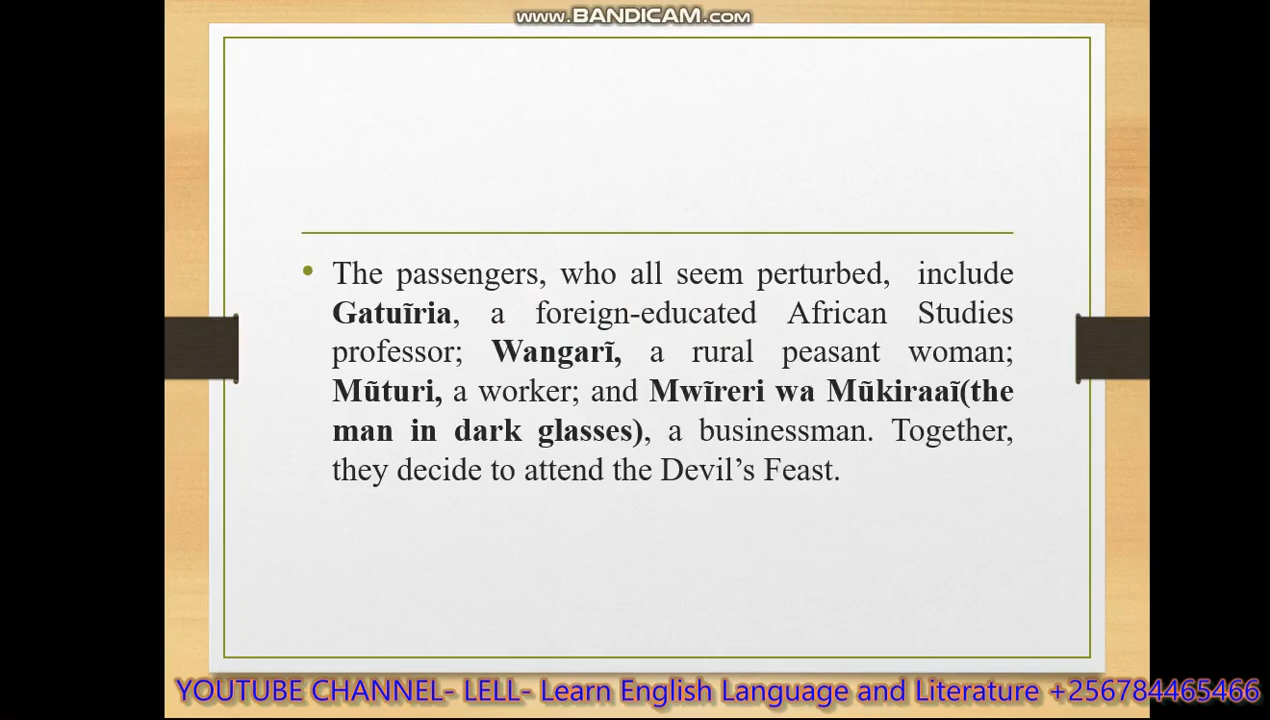 www.BANDICAM.com
• The passengers, who all seem perturbed, include
Gatuĩria, a foreign-educated African Studies
professor; Wangarĩ, a rural peasant woman;
Mũturi, a worker; and Mwĩreri wa Mũkiraaĩ(the
man in dark glasses), a businessman. Together,
they decide to attend the Devil’s Feast.
YOUTUBE CHANNEL- LELL- Learn English Language and Literature +256784465466